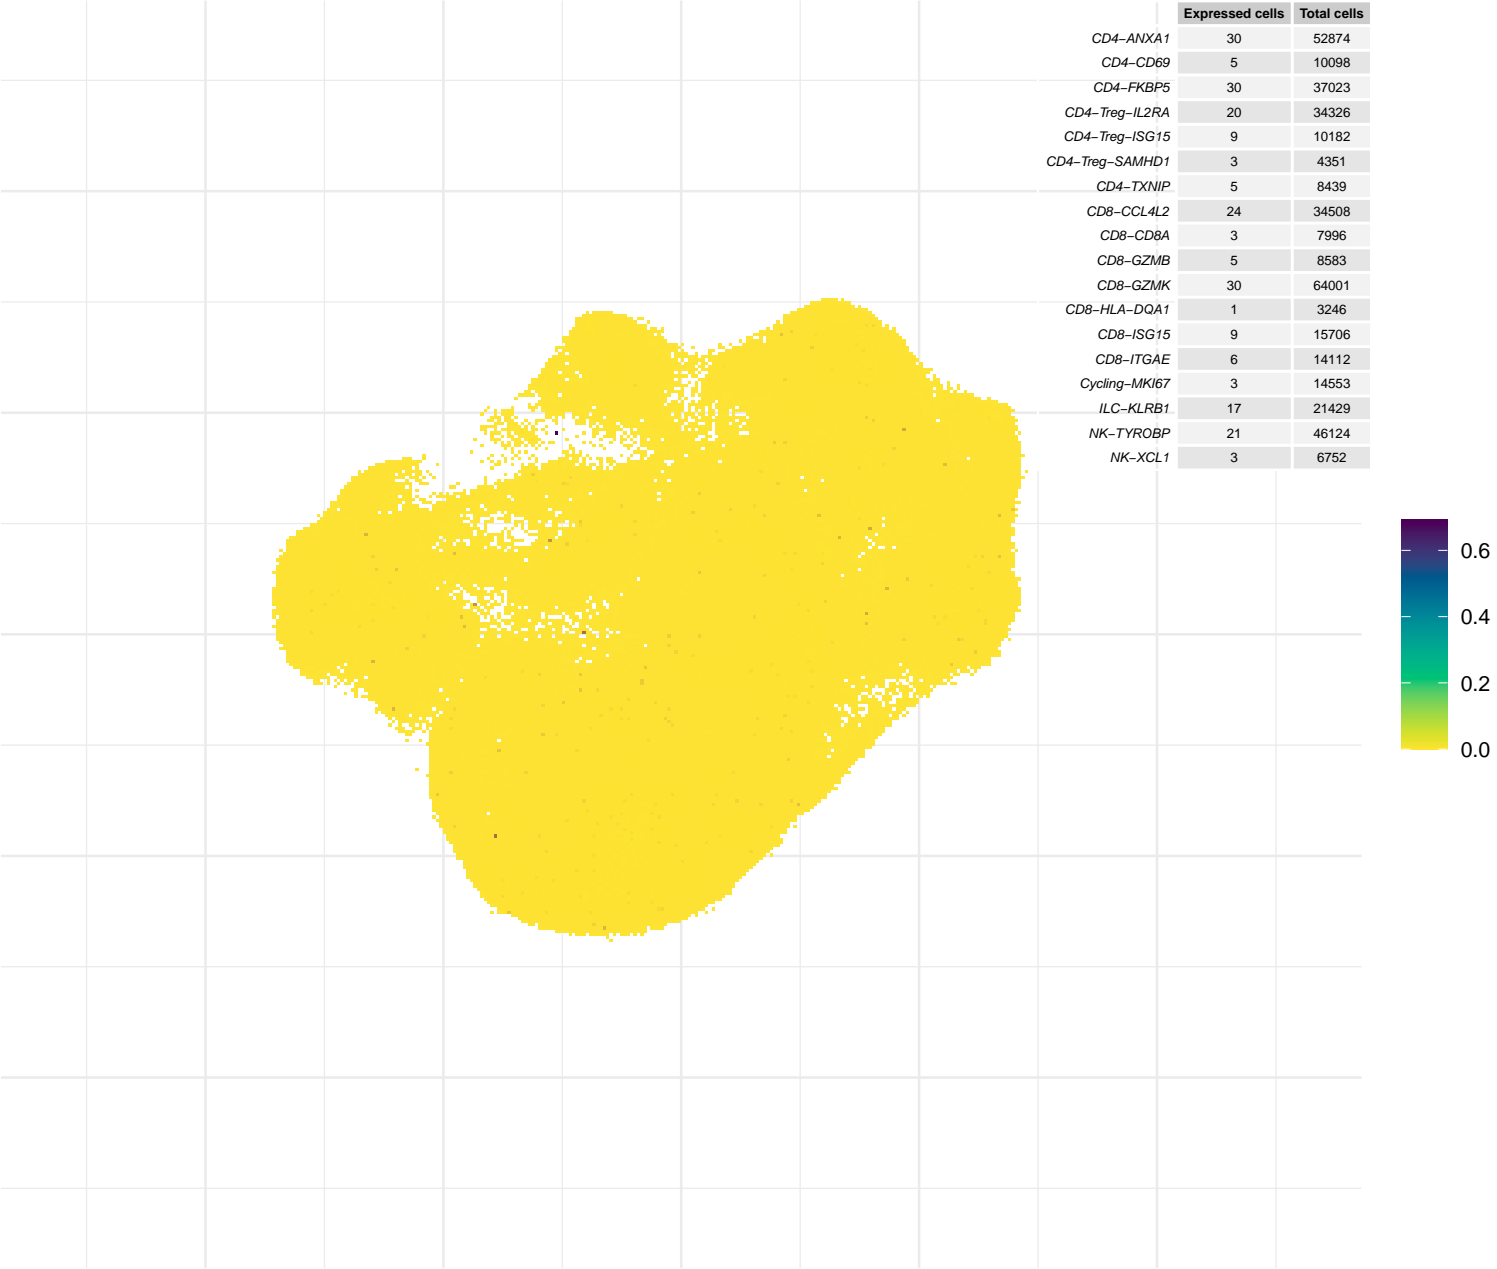 Expressed cells Total cells
CD4−ANXA1 30 52874
CD4−CD69 5 10098
CD4−FKBP5 30 37023
CD4−Treg−IL2RA 20 34326
CD4−Treg−ISG15 9 10182
CD4−Treg−SAMHD1 3 4351
CD4−TXNIP 5 8439
CD8−CCL4L2 24 34508
CD8−CD8A 3 7996
CD8−GZMB 5 8583
CD8−GZMK 30 64001
CD8−HLA−DQA1 1 3246
CD8−ISG15 9 15706
CD8−ITGAE 6 14112
Cycling−MKI67 3 14553
ILC−KLRB1 17 21429
NK−TYROBP 21 46124
NK−XCL1 3 6752
0.6
0.4
0.2
0.0